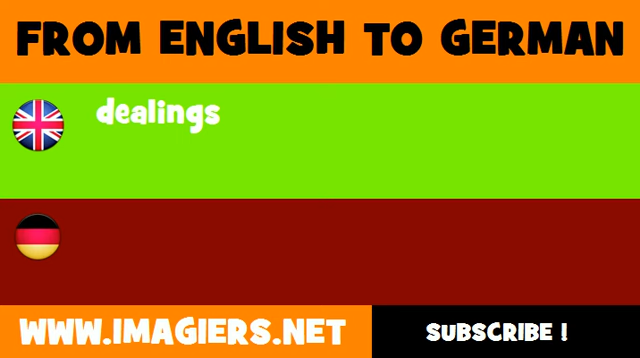 FROM ENGLISH TO GERMAN
dealings
WWW.IMAGIERS.NET
SUBSCRIBE !